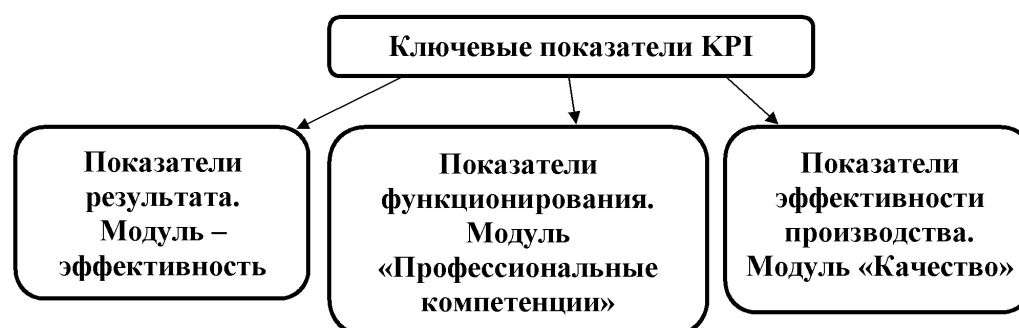 Ключевые показатели KPI
Показатели
результата.
Модуль –
эффективность
Показатели
функционирования.
Модуль
«Профессиональные
компетенции»
Показатели
эффективности
производства.
Модуль «Качество»